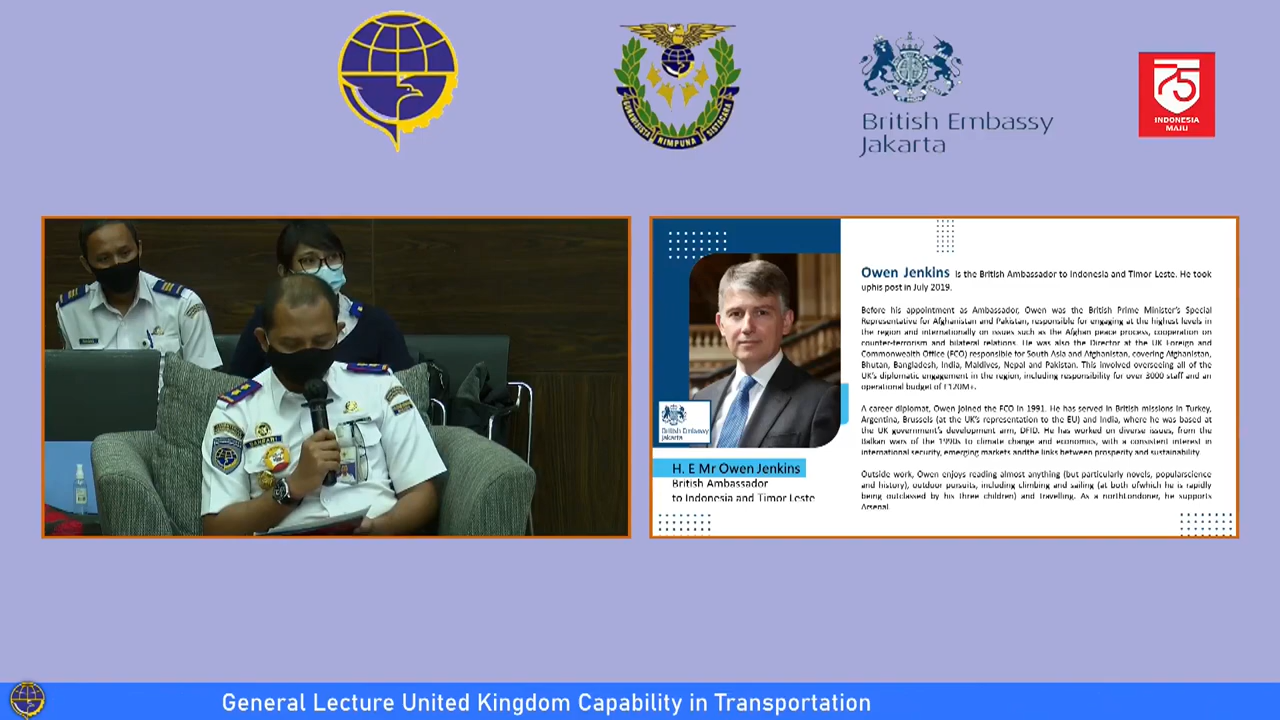 RIMPUNA
British Embassy
Jakarta
75
INDONESIA
MAJU
Owen Jenkins is the British Ambassador to Indonesia and Timor Leste. He took
uphis post in July 2019.
Before his appointment as Ambassador, Owen was the British Prime Minister's Special
Representative for Afghanistan and Pakistan, responsible for engaging at the highest levels in
the region and internationally on issues such as the Afghan peace process, cooperation on
counter-terrorism and bilateral relations. He was also the Director at the UK Foreign and
Commonwealth Office (FCO) responsible for South Asia and Afghanistan, covering Afghanistan,
Bhutan, Bangladesh, India, Maldives, Nepal and Pakistan. This involved overseeing all of the
UK's diplomatic engagement in the region, including responsibility for over 3000 staff and an
operational budget of £120M+.
A career diplomat, Owen joined the FCO in 1991. He has served in British missions in Turkey,
Argentina, Brussels (at the UK's representation to the EU) and India, where he was based at
the UK government's development arm, DFID. He has worked on diverse issues, from the
Balkan wars of the 1990s to climate change and economics, with a consistent interest in
international security, emerging markets andthe links between prosperity and sustainability.
Outside work, Owen enjoys reading almost anything (but particularly novels, popularscience
and history), outdoor pursuits, including climbing and sailing (at both ofwhich he is rapidly
being outclassed by his three children) and travelling. As a northLondoner, he supports
Arsenal.
British Embassy
Jakarta
H. E Mr Owen Jenkins
British Ambassador
to Indonesia and Timor Leste
General Lecture United Kingdom Capability in Transportation